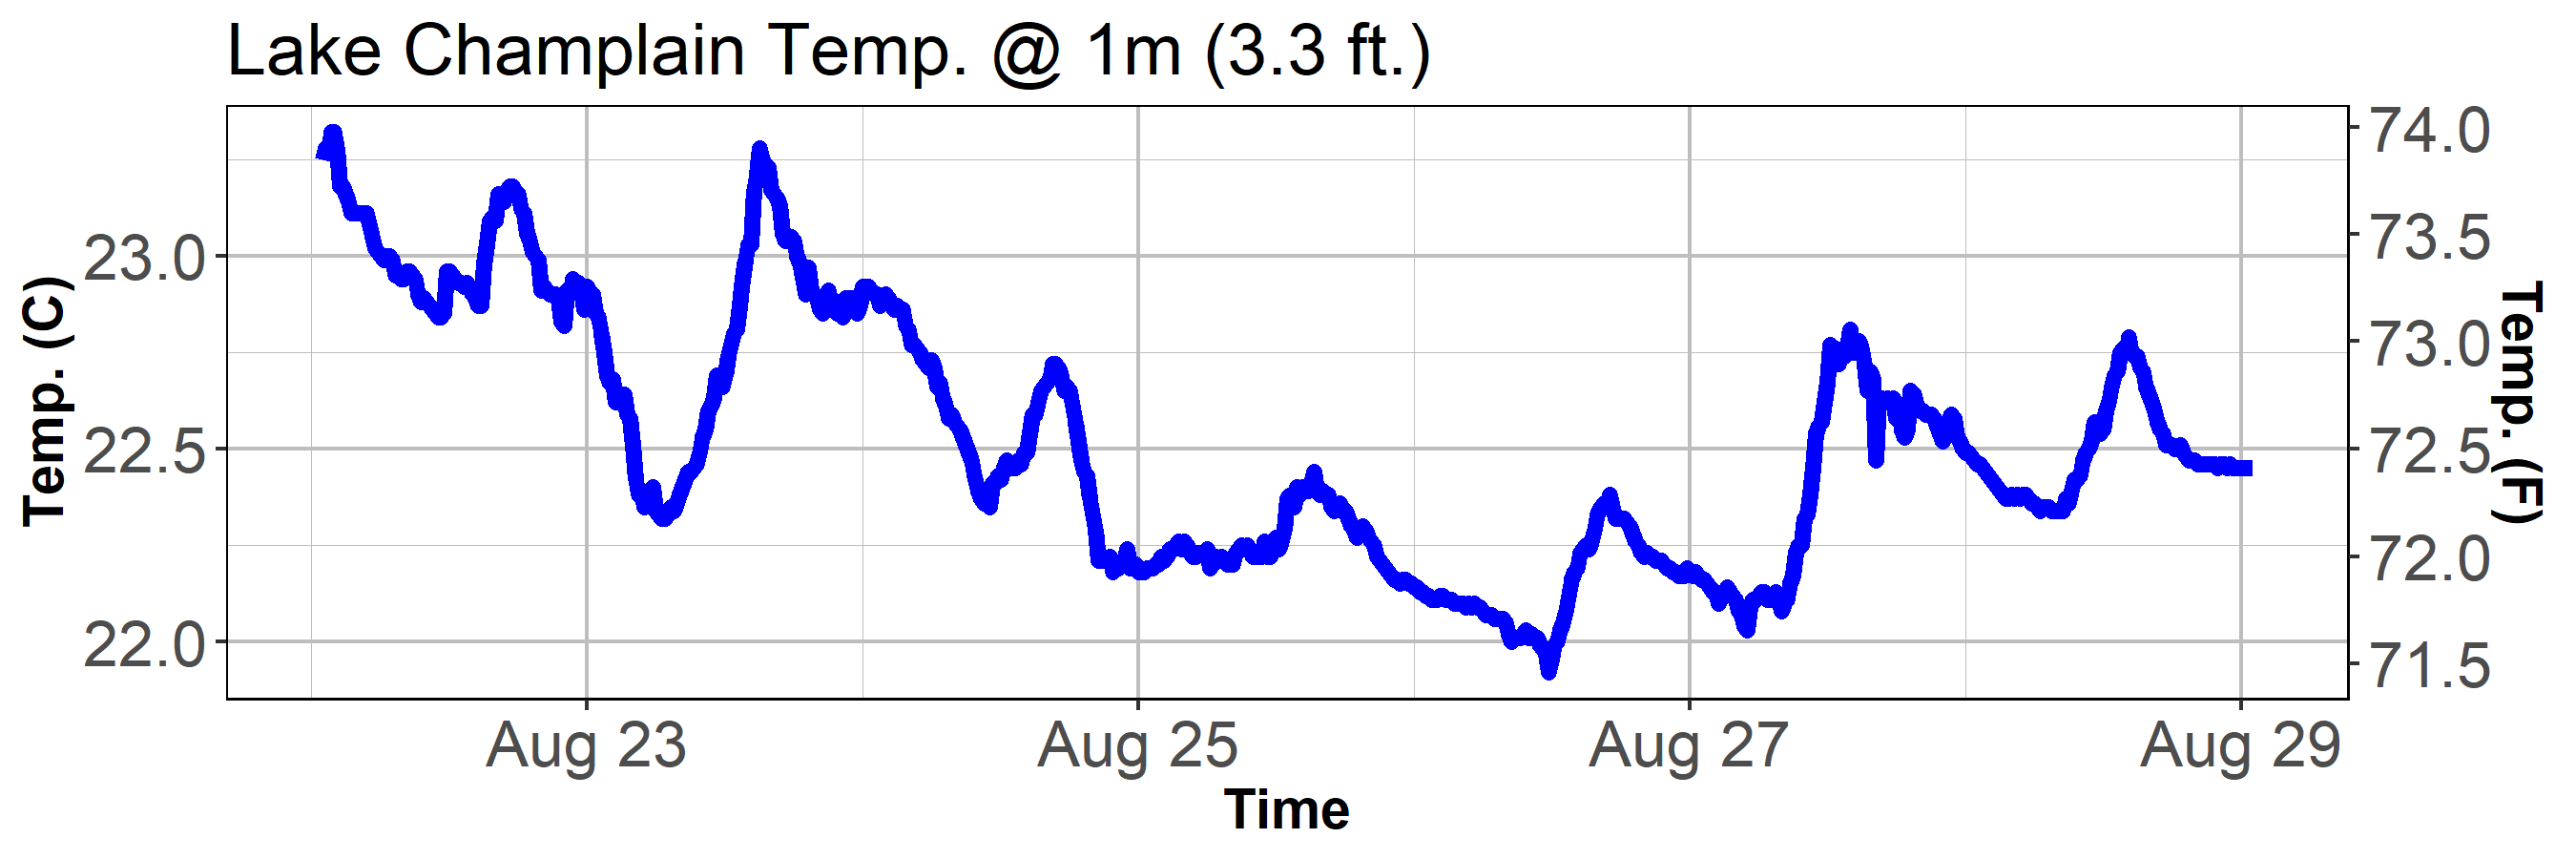 Lake Champlain Temp. @ 1m (3.3 ft.)
Temp. (C)
23.0
22.5
22.0
74.0
73.5
73.0
72.5
72.0
71.5
Temp. (F)
Aug 23 Aug 25 Aug 27 Aug 29
Time